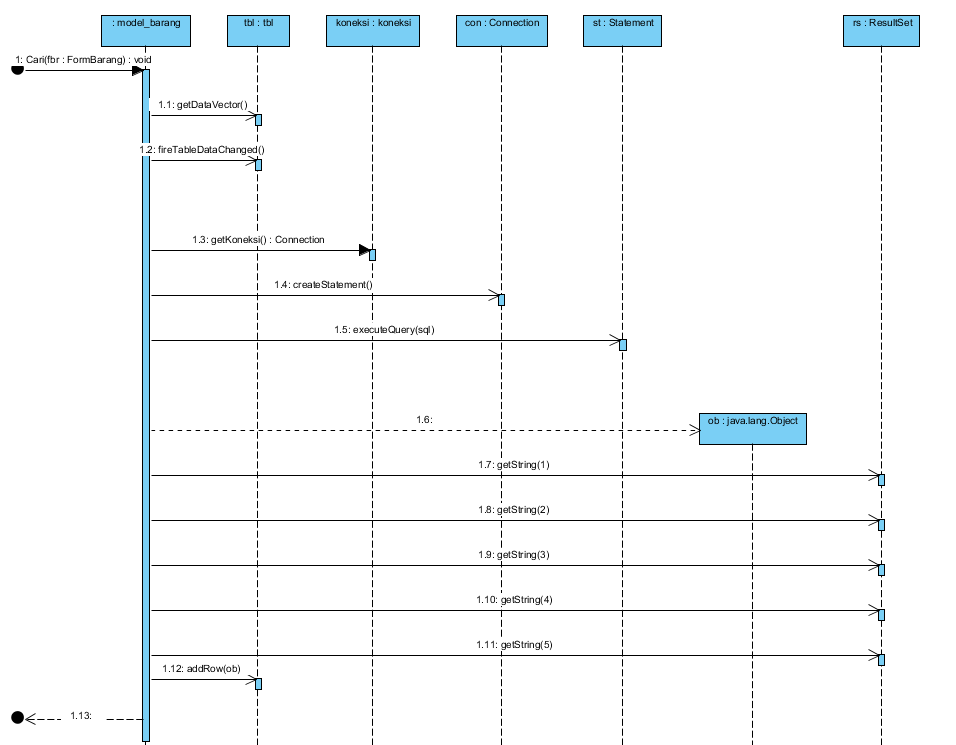 : model_barang
tbl : tbl
koneksi : koneksi
con : Connection
st : Statement
rs : ResultSet
1: Cari(fbr : FormBarang) : void
1.1: getDataVector()
1.2: fireTableDataChanged()
1.3: getKoneksi() : Connection
1.4: createStatement()
1.5: executeQuery(sql)
1.6:
ob : java.lang.Object
1.7: getString(1)
1.8: getString(2)
1.9: getString(3)
1.10: getString(4)
1.11: getString(5)
1.12: addRow(ob)
1.13: